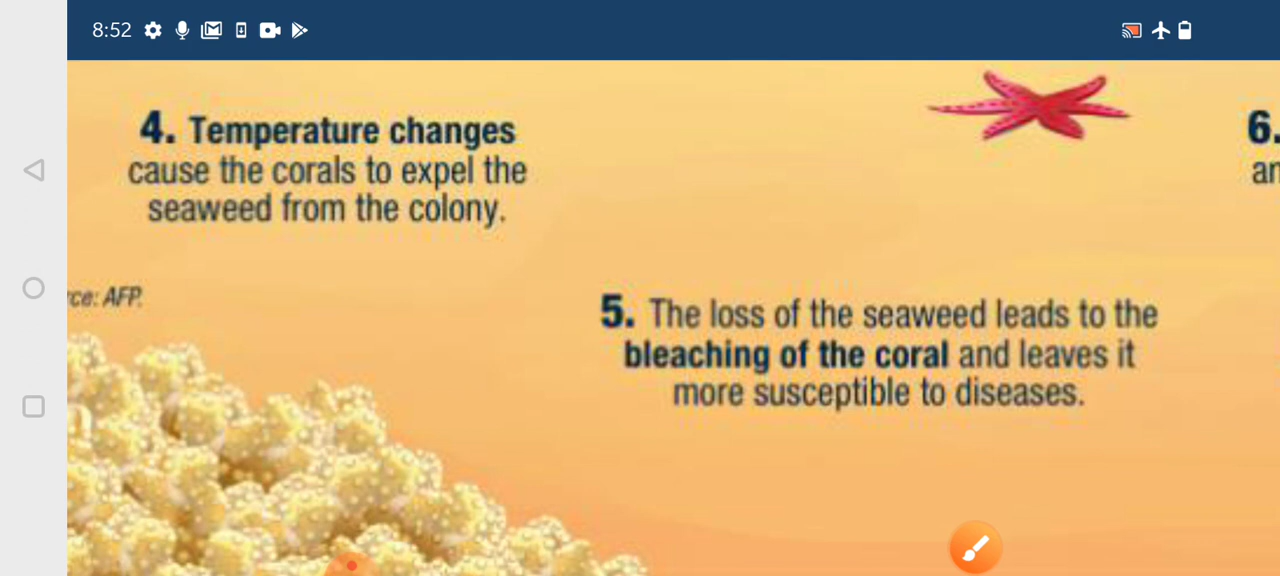 8:52
4. Temperature changes
cause the corals to expel the
seaweed from the colony.
6.
rce: AFP.
5. The loss of the seaweed leads to the
bleaching of the coral and leaves it
more susceptible to diseases.